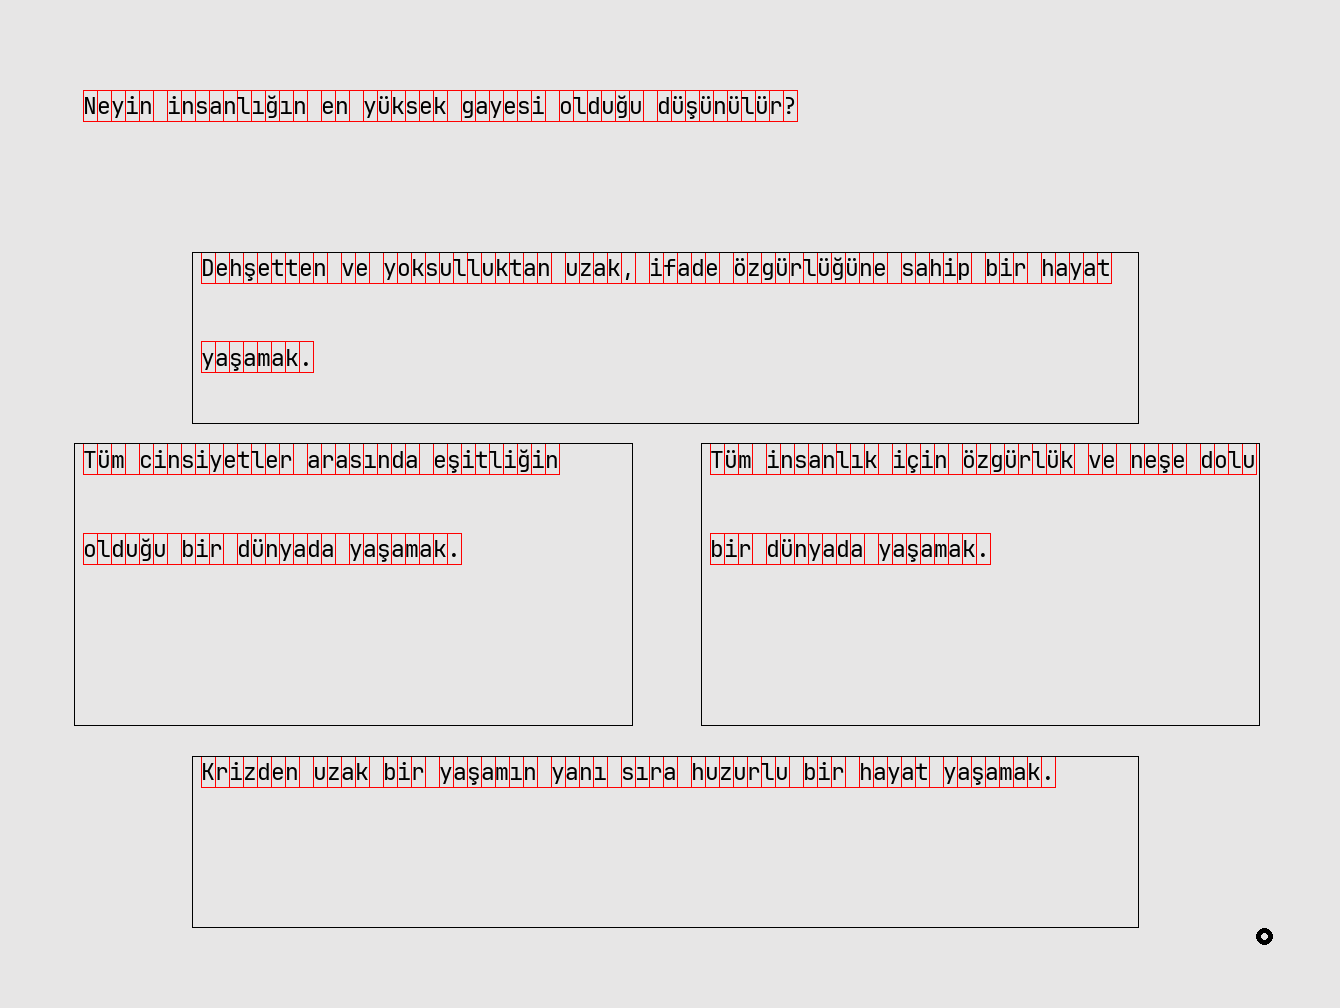 Neyin insanlığın en yüksek gayesi olduğu düşünülür?
Dehşetten ve yoksulluktan uzak, ifade özgürlüğüne sahip bir hayat
yaşamak.
Tüm cinsiyetler arasında eşitliğin
olduğu bir dünyada yaşamak.
Tüm insanlık için özgürlük ve neşe dolu
bir dünyada yaşamak.
Krizden uzak bir yaşamın yanı sıra huzurlu bir hayat yaşamak.